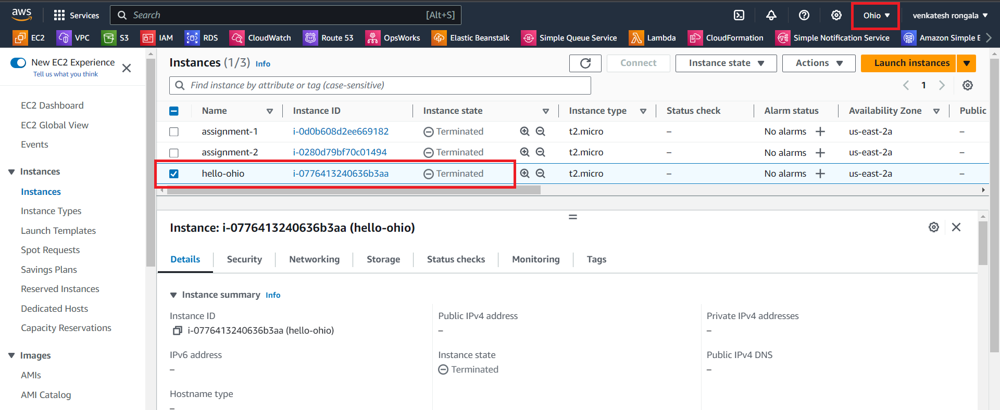 aws
Services
Search
[Alt+S]
Ohio
venkatesh rongala
EC2
VPC
S3
IAM
RDS
CloudWatch
Route 53
OpsWorks
Elastic Beanstalk
Simple Queue Service
Lambda
CloudFormation
Simple Notification Service
Amazon Simple E
New EC2 Experience
Tell us what you think
EC2 Dashboard
EC2 Global View
Events
Instances
Instances
Instance Types
Launch Templates
Spot Requests
Savings Plans
Reserved Instances
Dedicated Hosts
Capacity Reservations
Images
AMIs
AMI Catalog
Instances (1/3) Info
Connect
Instance state
Actions
Launch instances
Find instance by attribute or tag (case-sensitive)
1
Name Instance ID Instance state Instance type Status check Alarm status Availability Zone Public
assignment-1 i-0d0b608d2ee669182 Terminated t2.micro – No alarms + us-east-2a –
assignment-2 i-0280d79bf70c01494 Terminated t2.micro – No alarms + us-east-2a –
hello-ohio i-0776413240636b3aa Terminated t2.micro – No alarms + us-east-2a –
Instance: i-0776413240636b3aa (hello-ohio)
Details Security Networking Storage Status checks Monitoring Tags
Instance summary Info
Instance ID
i-0776413240636b3aa (hello-ohio)
Public IPv4 address
–
Private IPv4 addresses
–
IPv6 address
–
Instance state
Terminated
Public IPv4 DNS
–
Hostname type
–